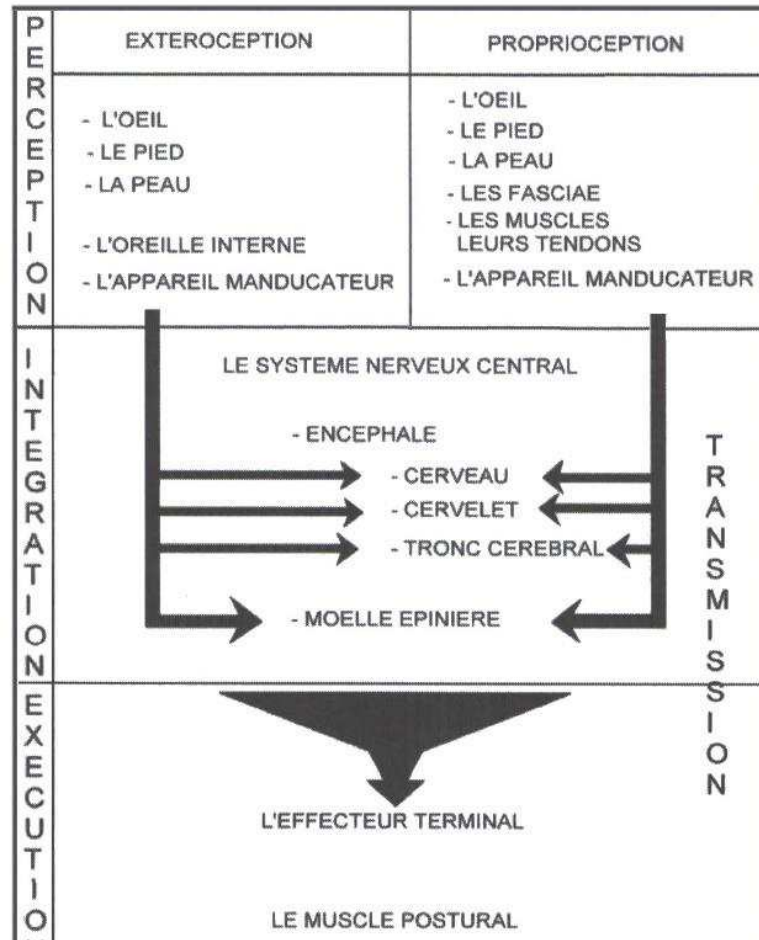 PERCEPTION
EXTEROCEPTION
- L'OEIL
- LE PIED
- LA PEAU
- L'OREILLE INTERNE
- L'APPAREIL MANDUCATEUR
PROPRIOCEPTION
- L'OEIL
- LE PIED
- LA PEAU
- LES FASCIAE
- LES MUSCLES
LEURS TENDONS
- L'APPAREIL MANDUCATEUR
INTEGRATION
LE SYSTEME NERVEUX CENTRAL
- ENCEPHALE
- CERVEAU
- CERVELET
- TRONC CEREBRAL
- MOELLE EPINIERE
TRANSMISSION
EXECUTIO
L'EFFECTEUR TERMINAL
LE MUSCLE POSTURAL